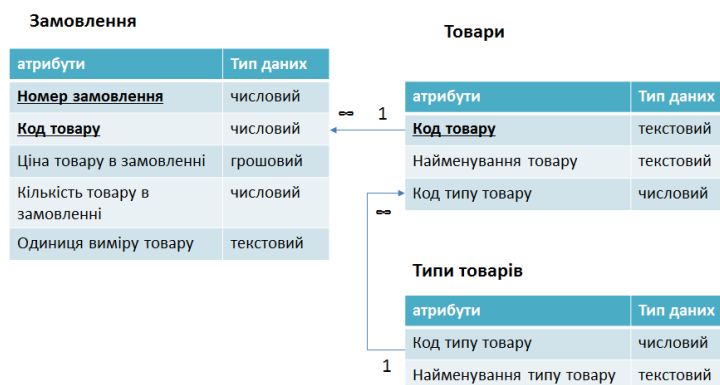 Замовлення
атрибути Тип даних
Номер замовлення числовий
Код товару числовий
Ціна товару в замовленні грошовий
Кількість товару в числовий
замовленні
Одиниця виміру товару текстовий
∞ 1
Товари
атрибути Тип даних
Код товару текстовий
Найменування товару текстовий
Код типу товару числовий
∞
Типи товарів
атрибути Тип даних
Код типу товару числовий
1
Найменування типу товару текстовий